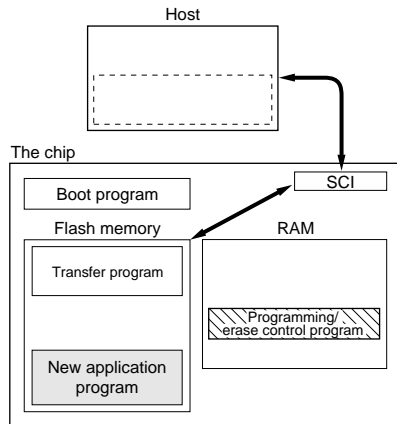 Host
The chip
SCI
Boot program
Flash memory
RAM
Transfer program
Programming/
erase control program
New application
program